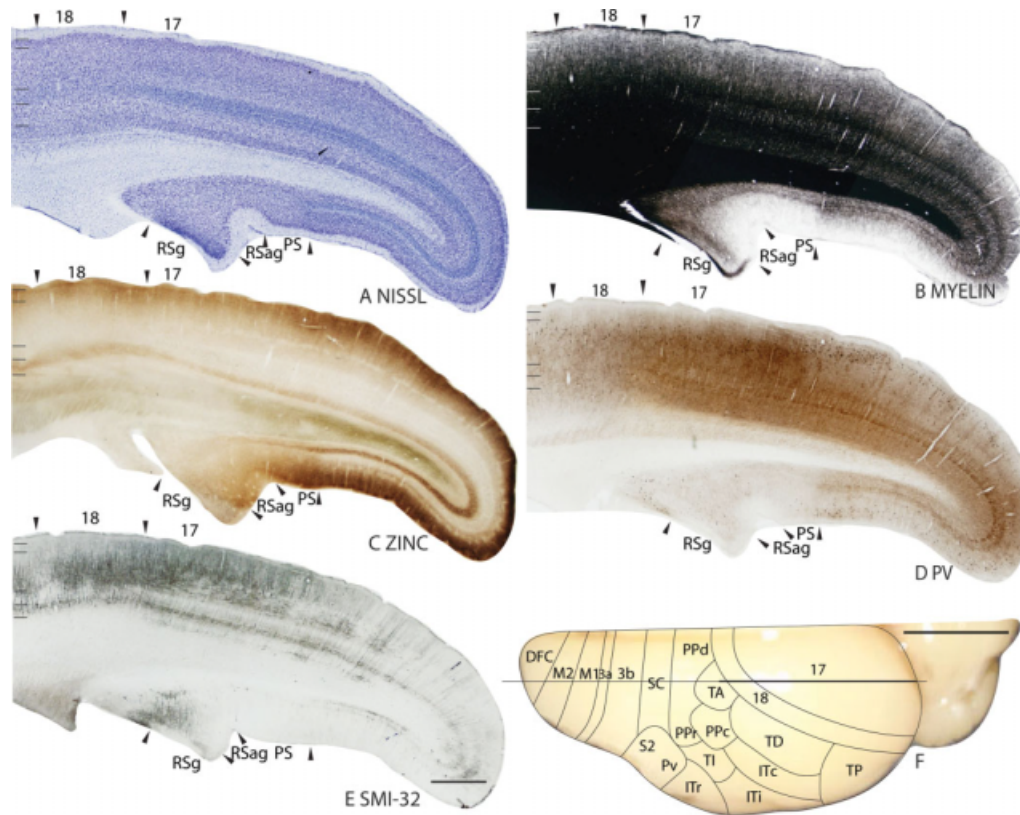 18 17
RSg RSag PS
A NISSL
18 17
RSg RSag PS
B MYELIN
18 17
RSg RSag PS
C ZINC
18 17
RSg RSag PS
D PV
18 17
RSg RSag PS
E SMI-32
DFC M2 M1 3a 3b SC PPd 17
TA 18
S2 PPr PPc TD
Pv TI ITc TP
ITr ITi
F